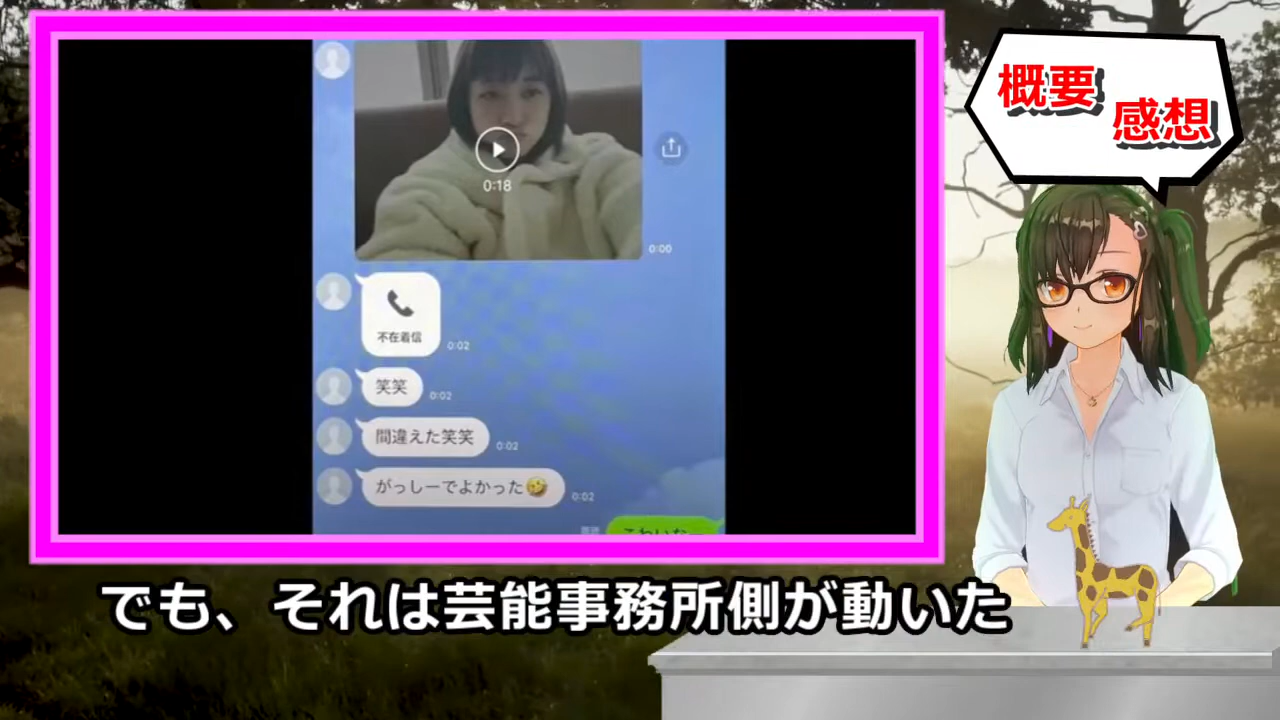 概要
感想
0:18
0:00
不在着信
0:02
笑笑
0:02
間違えた笑笑
0:02
がっしーでよかった🤣
0:02
でも、それは芸能事務所側が動いた